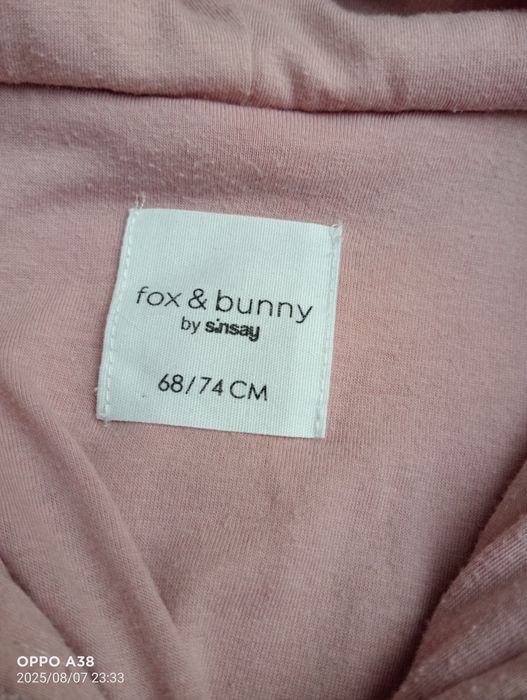 fox & bunny
by sinsay
68/74 CM
OPPO A38
2025/08/07 23:33